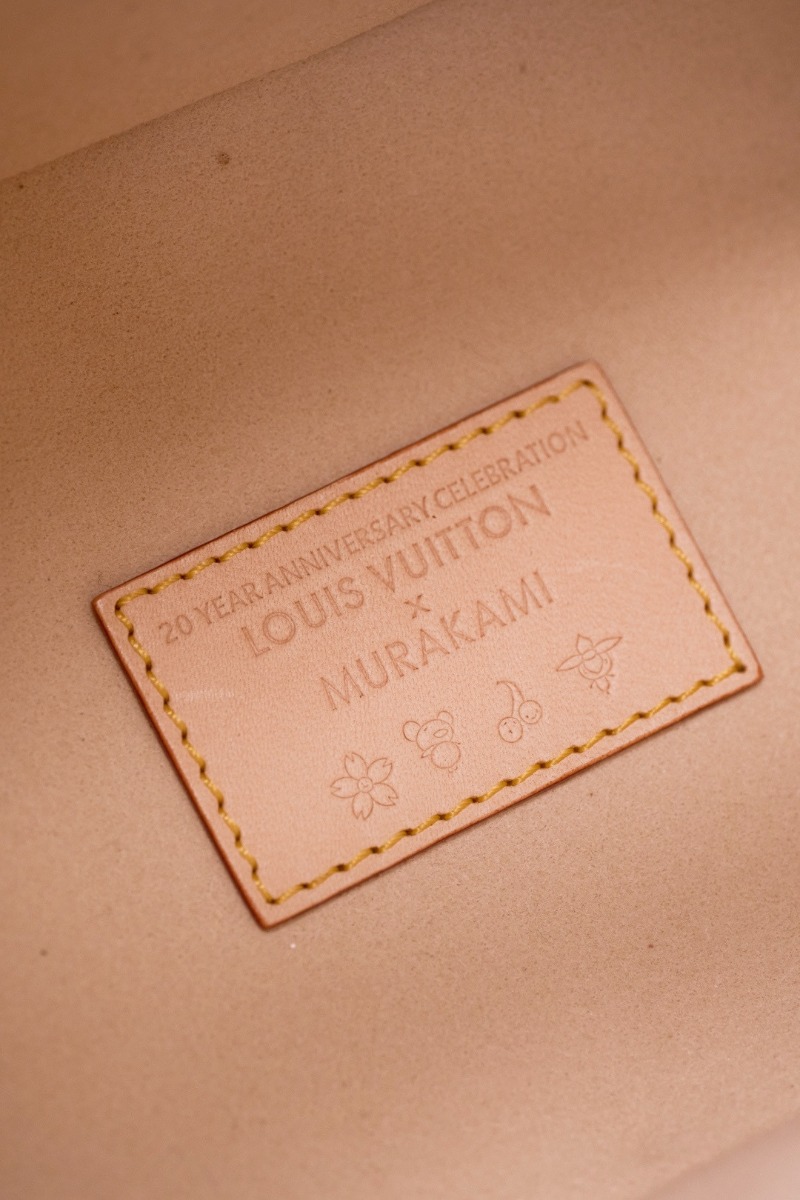 20 YEAR ANNIVERSARY CELEBRATION
LOUIS VUITTON
×
MURAKAMI